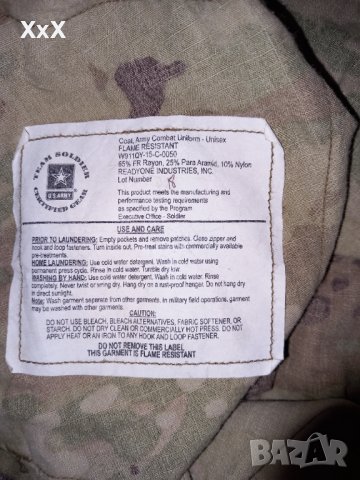 XxX
Coat, Army Combat Uniform - Unisex
FLAME RESISTANT
W911QY-15-C-0050
65% FR Rayon, 25% Para Aramid, 10% Nylon
READYONE INDUSTRIES, INC.
Lot Number
This product meets the manufacturing and
performance testing requirements
as specified by the Program
Executive Office - Soldier
TEAM SOLDIER
U.S.ARMY
CERTIFIED GEAR
USE AND CARE
PRIOR TO LAUNDERING: Empty pockets and remove patches. Close zipper and
hook and loop fasteners. Turn inside out. Pre-treat stains with commercially available
pre-treatments.
HOME LAUNDERING: Use cold water detergent. Wash in cold water using
permanent press cycle. Rinse in cold water. Tumble dry low.
WASHING BY HAND: Use cold water detergent. Wash in cold water. Rinse
completely. Never twist or wring dry. Hang dry on a rust-proof hanger. Do not hang dry
in direct sunlight.
Note: Wash garment separate from other garments. In military field operations, garment
may be washed with other garments.
CAUTION:
DO NOT USE BLEACH, BLEACH ALTERNATIVES, FABRIC SOFTENER, OR
STARCH. DO NOT DRY CLEAN OR COMMERCIALLY HOT PRESS. DO NOT
APPLY HEAT OR AN IRON TO ANY HOOK AND LOOP FASTENER.
DO NOT REMOVE THIS LABEL
THIS GARMENT IS FLAME RESISTANT
BAZAR